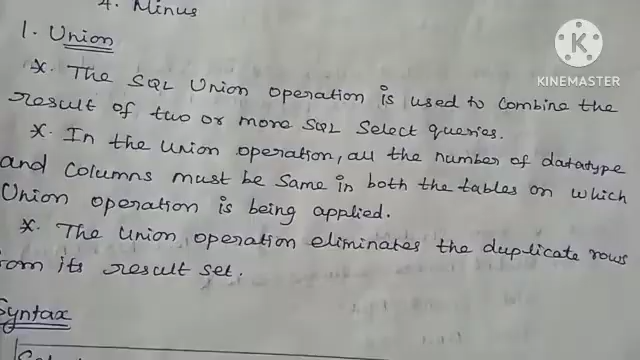 4. Minus
1. Union
*. The SQL Union operation is used to combine the
result of two or more SQL Select queries.
*. In the union operation, all the number of datatype
and columns must be same in both the tables on which
Union operation is being applied.
*. The union operation eliminates the duplicate rows
from its result set.
Syntax
K
KINEMASTER